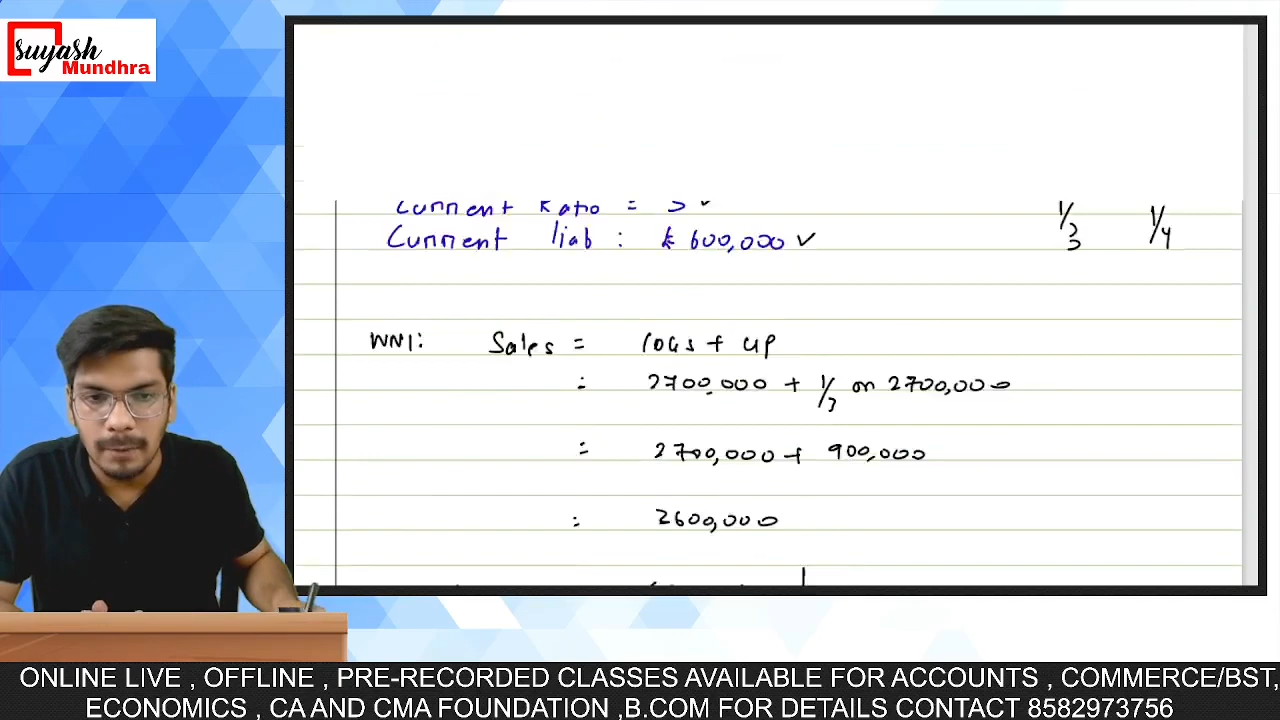 suyash
Mundhra
Current Ratio = 3 ✓
Current liab : ₹ 600,000 ✓
1/3 1/4
WN1: Sales = COGS + GP
= 2700,000 + 1/3 on 2700,000
= 2700,000 + 900,000
= 3600,000
ONLINE LIVE , OFFLINE , PRE-RECORDED CLASSES AVAILABLE FOR ACCOUNTS , COMMERCE/BST,
ECONOMICS , CA AND CMA FOUNDATION ,B.COM FOR DETAILS CONTACT 8582973756